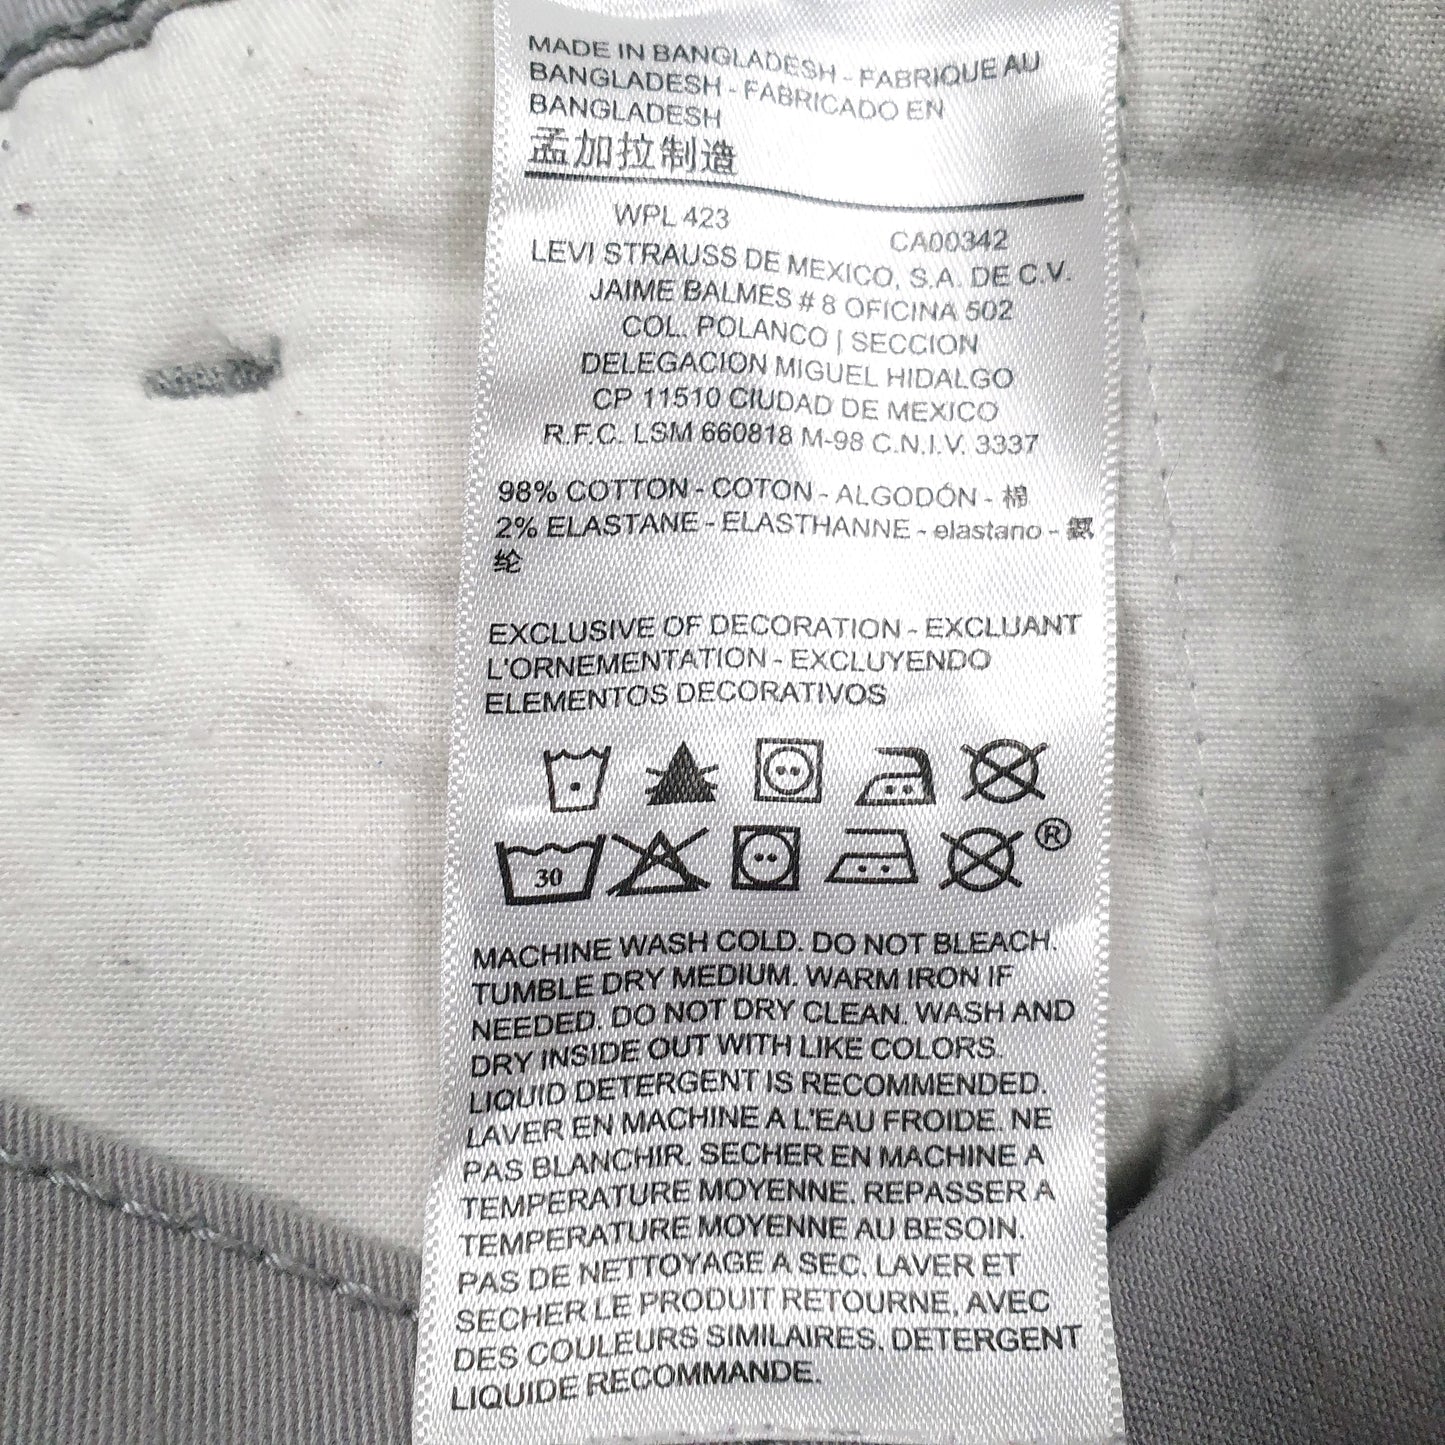 MADE IN BANGLADESH - FABRIQUE AU
BANGLADESH - FABRICADO EN
BANGLADESH
孟加拉制造
WPL 423
CA00342
LEVI STRAUSS DE MEXICO, S.A. DE C.V.
JAIME BALMES # 8 OFICINA 502
COL. POLANCO | SECCION
DELEGACION MIGUEL HIDALGO
CP 11510 CIUDAD DE MEXICO
R.F.C. LSM 660818 M-98 C.N.I.V. 3337
98% COTTON - COTON - ALGODÓN - 棉
2% ELASTANE - ELASTHANNE - elastano - 氨
纶
EXCLUSIVE OF DECORATION - EXCLUANT
L'ORNEMENTATION - EXCLUYENDO
ELEMENTOS DECORATIVOS
30 ®
MACHINE WASH COLD. DO NOT BLEACH.
TUMBLE DRY MEDIUM. WARM IRON IF
NEEDED. DO NOT DRY CLEAN. WASH AND
DRY INSIDE OUT WITH LIKE COLORS.
LIQUID DETERGENT IS RECOMMENDED.
LAVER EN MACHINE A L'EAU FROIDE. NE
PAS BLANCHIR. SECHER EN MACHINE A
TEMPERATURE MOYENNE. REPASSER A
TEMPERATURE MOYENNE AU BESOIN.
PAS DE NETTOYAGE A SEC. LAVER ET
SECHER LE PRODUIT RETOURNE, AVEC
DES COULEURS SIMILAIRES. DETERGENT
LIQUIDE RECOMMANDE.